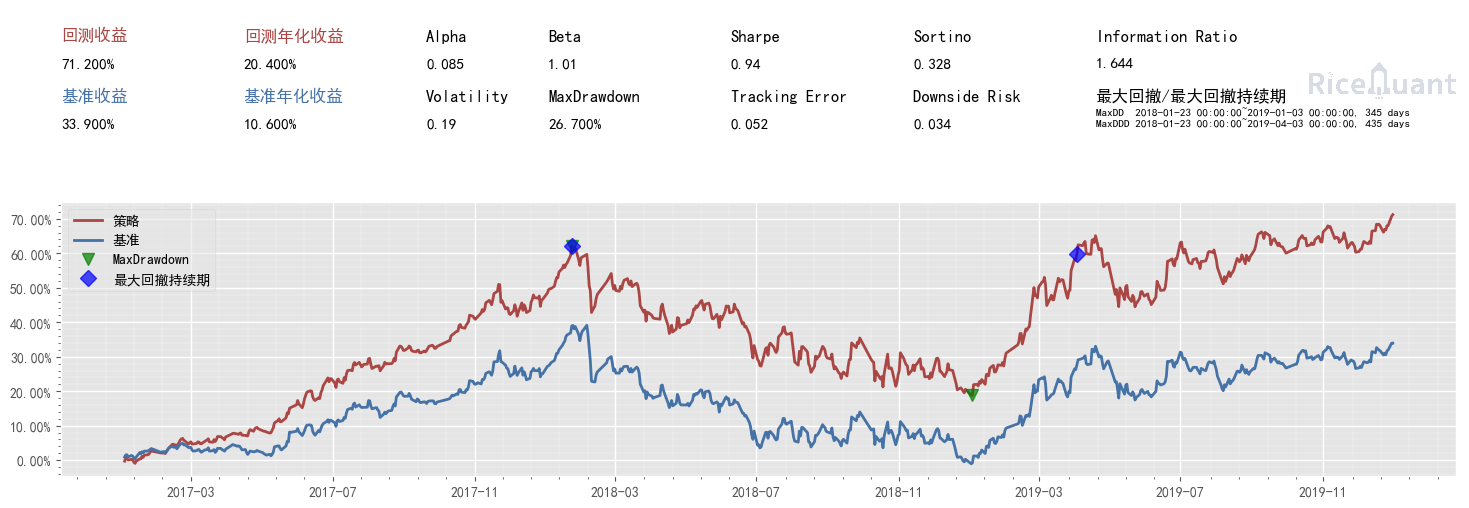 回测收益 回测年化收益 Alpha Beta Sharpe Sortino Information Ratio
71.200% 20.400% 0.085 1.01 0.94 0.328 1.644
RiceQuant
基准收益 基准年化收益 Volatility MaxDrawdown Tracking Error Downside Risk 最大回撤/最大回撤持续期
33.900% 10.600% 0.19 26.700% 0.052 0.034
MaxDD 2018-01-23 00:00:00~2019-01-03 00:00:00, 345 days
MaxDDD 2018-01-23 00:00:00~2019-04-03 00:00:00, 435 days
策略
基准
MaxDrawdown
最大回撤持续期
70.00%
60.00%
50.00%
40.00%
30.00%
20.00%
10.00%
0.00%
2017-03 2017-07 2017-11 2018-03 2018-07 2018-11 2019-03 2019-07 2019-11